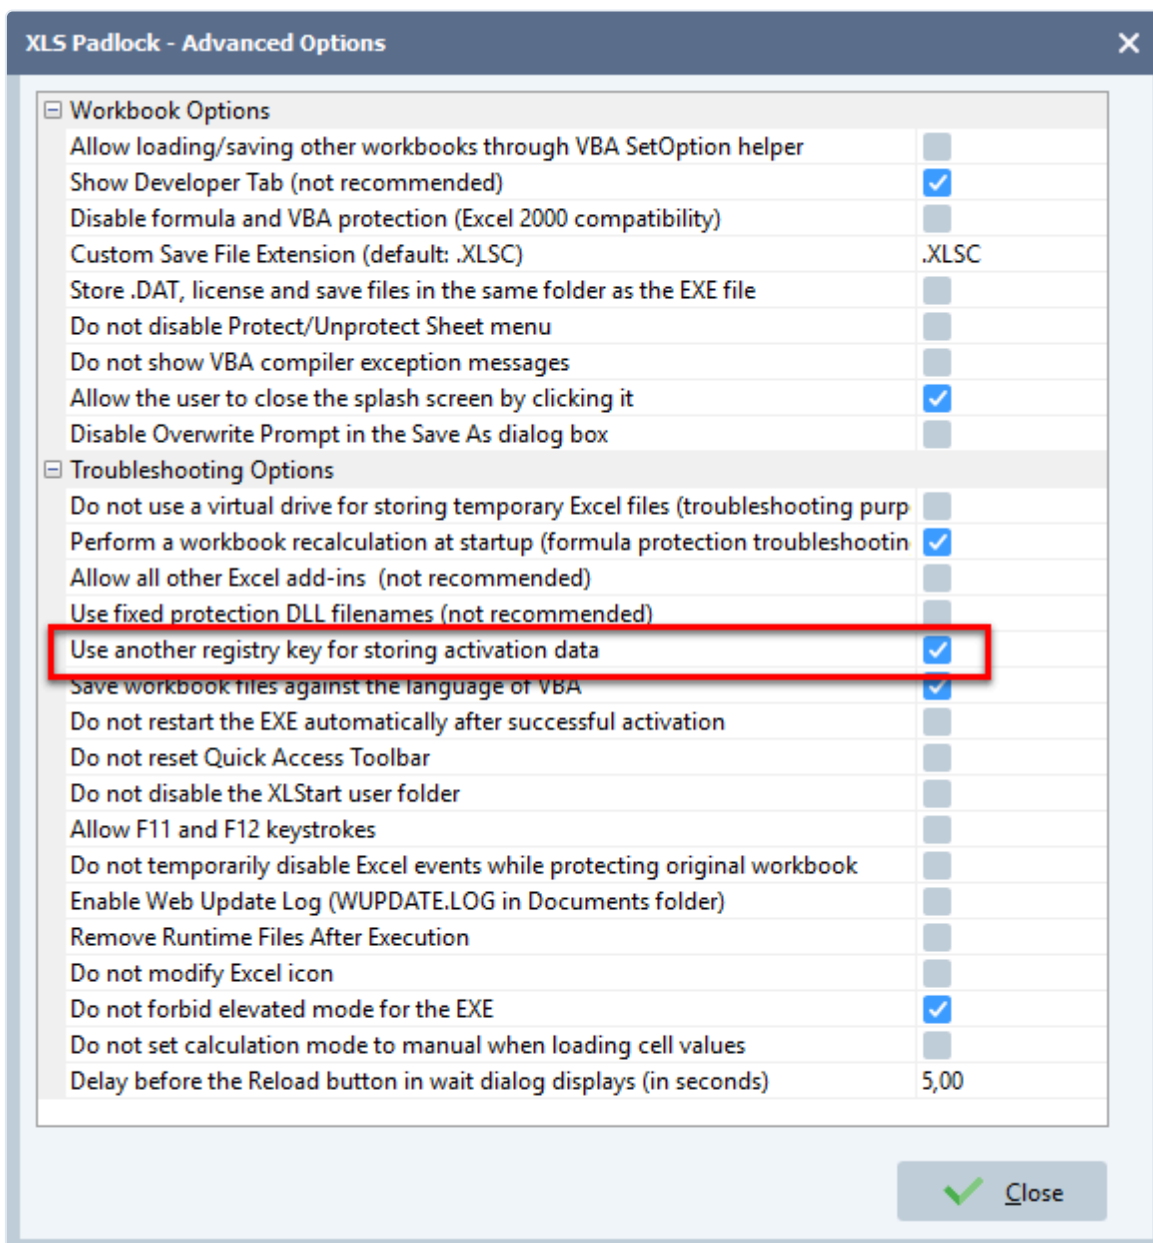 XLS Padlock - Advanced Options
Workbook Options
Allow loading/saving other workbooks through VBA SetOption helper
Show Developer Tab (not recommended)
Disable formula and VBA protection (Excel 2000 compatibility)
Custom Save File Extension (default: .XLSC) .XLSC
Store .DAT, license and save files in the same folder as the EXE file
Do not disable Protect/Unprotect Sheet menu
Do not show VBA compiler exception messages
Allow the user to close the splash screen by clicking it
Disable Overwrite Prompt in the Save As dialog box
Troubleshooting Options
Do not use a virtual drive for storing temporary Excel files (troubleshooting purp
Perform a workbook recalculation at startup (formula protection troubleshootin
Allow all other Excel add-ins (not recommended)
Use fixed protection DLL filenames (not recommended)
Use another registry key for storing activation data
Save workbook files against the language of VBA
Do not restart the EXE automatically after successful activation
Do not reset Quick Access Toolbar
Do not disable the XLStart user folder
Allow F11 and F12 keystrokes
Do not temporarily disable Excel events while protecting original workbook
Enable Web Update Log (WUPDATE.LOG in Documents folder)
Remove Runtime Files After Execution
Do not modify Excel icon
Do not forbid elevated mode for the EXE
Do not set calculation mode to manual when loading cell values
Delay before the Reload button in wait dialog displays (in seconds) 5,00
Close